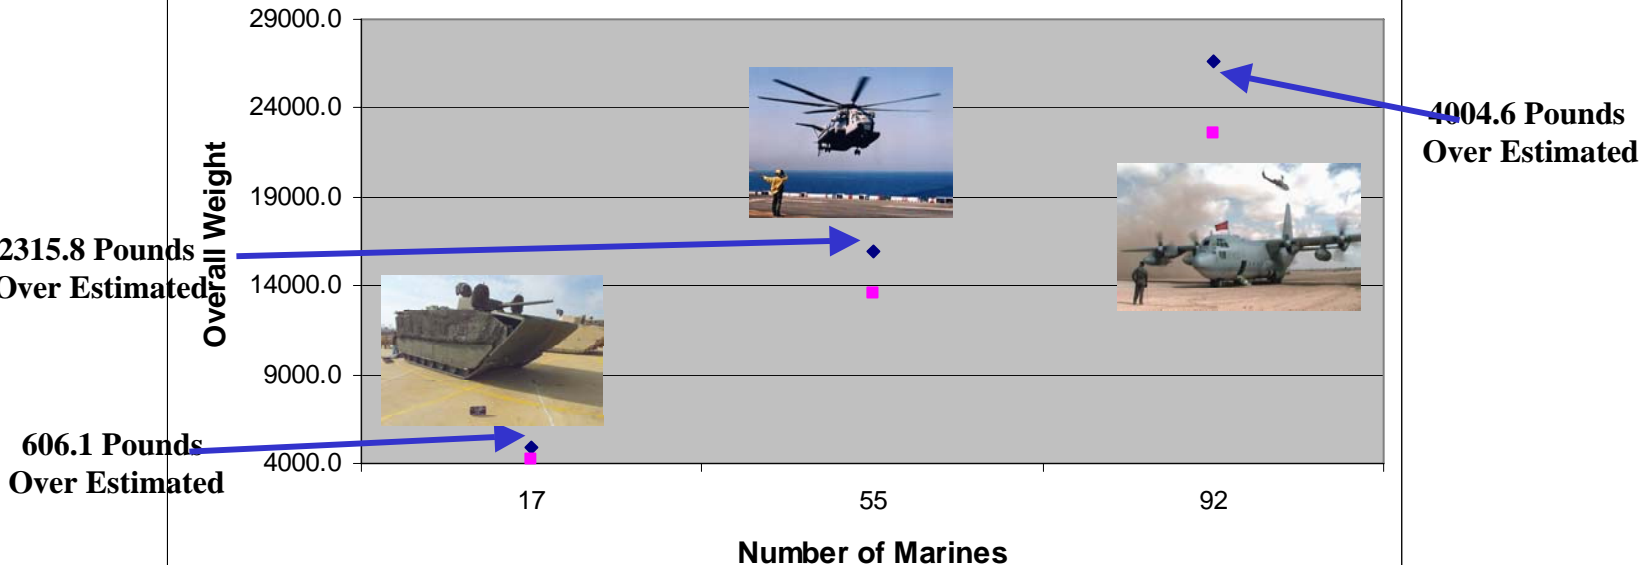 29000.0
24000.0
19000.0
14000.0
9000.0
4000.0
Overall Weight
17
55
92
Number of Marines
4004.6 Pounds
Over Estimated
2315.8 Pounds
Over Estimated
606.1 Pounds
Over Estimated